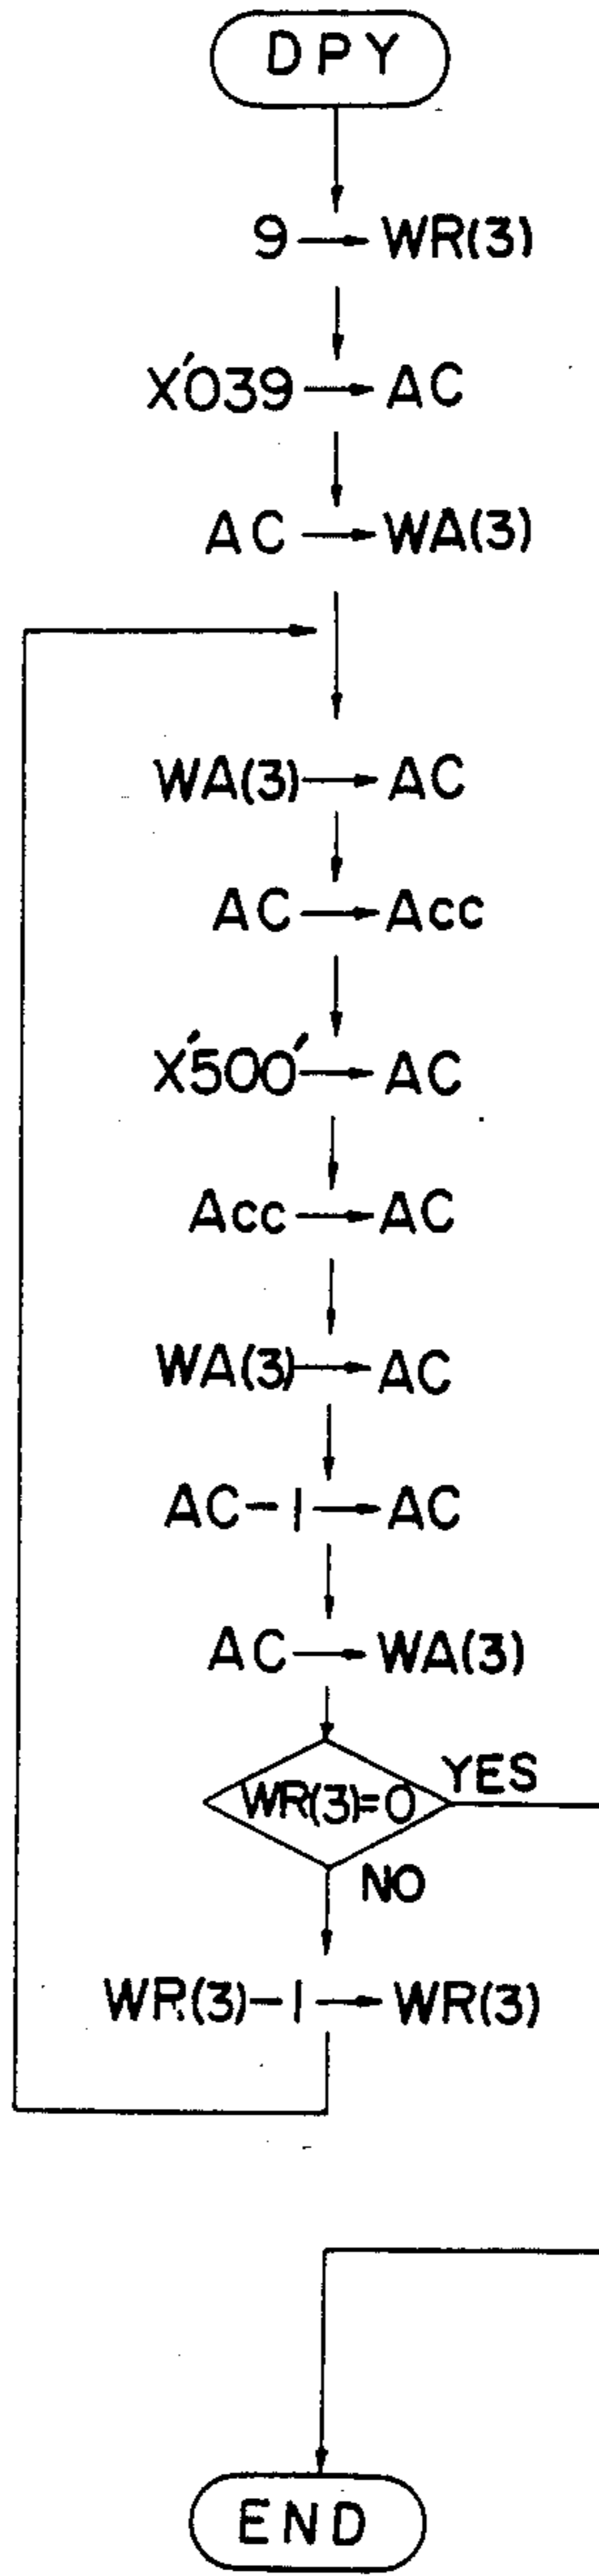 DPY
9 → WR(3)
X'039 → AC
AC → WA(3)
WA(3) → AC
AC → Acc
X'500' → AC
Acc → AC
WA(3) → AC
AC-1 → AC
AC → WA(3)
WR(3)=0 YES
NO
WR(3)-1 → WR(3)
END